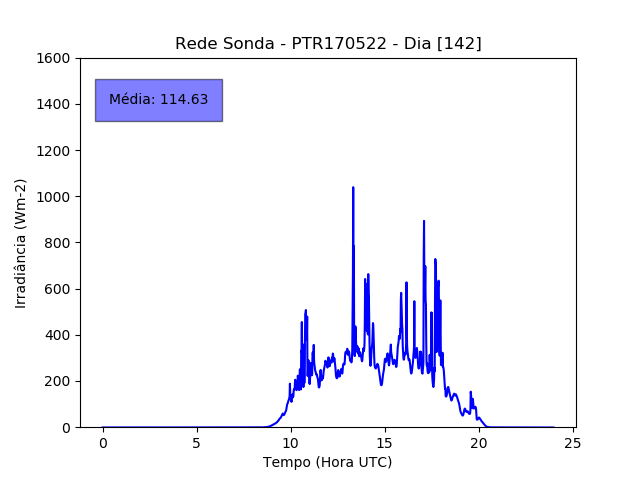 Rede Sonda - PTR170522 - Dia [142]
1600
1400
1200
1000
800
600
400
200
0
Média: 114.63
Irradiância (Wm-2)
0 5 10 15 20 25
Tempo (Hora UTC)